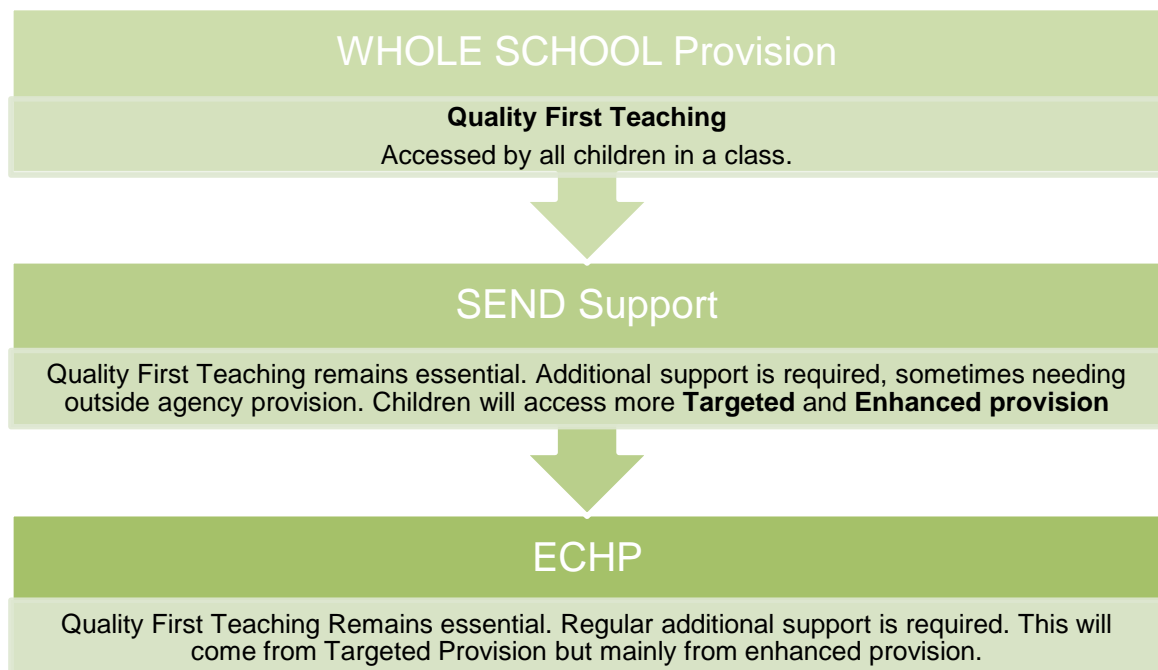 WHOLE SCHOOL Provision
Quality First Teaching
Accessed by all children in a class.
SEND Support
Quality First Teaching remains essential. Additional support is required, sometimes needing
outside agency provision. Children will access more Targeted and Enhanced provision
ECHP
Quality First Teaching Remains essential. Regular additional support is required. This will
come from Targeted Provision but mainly from enhanced provision.